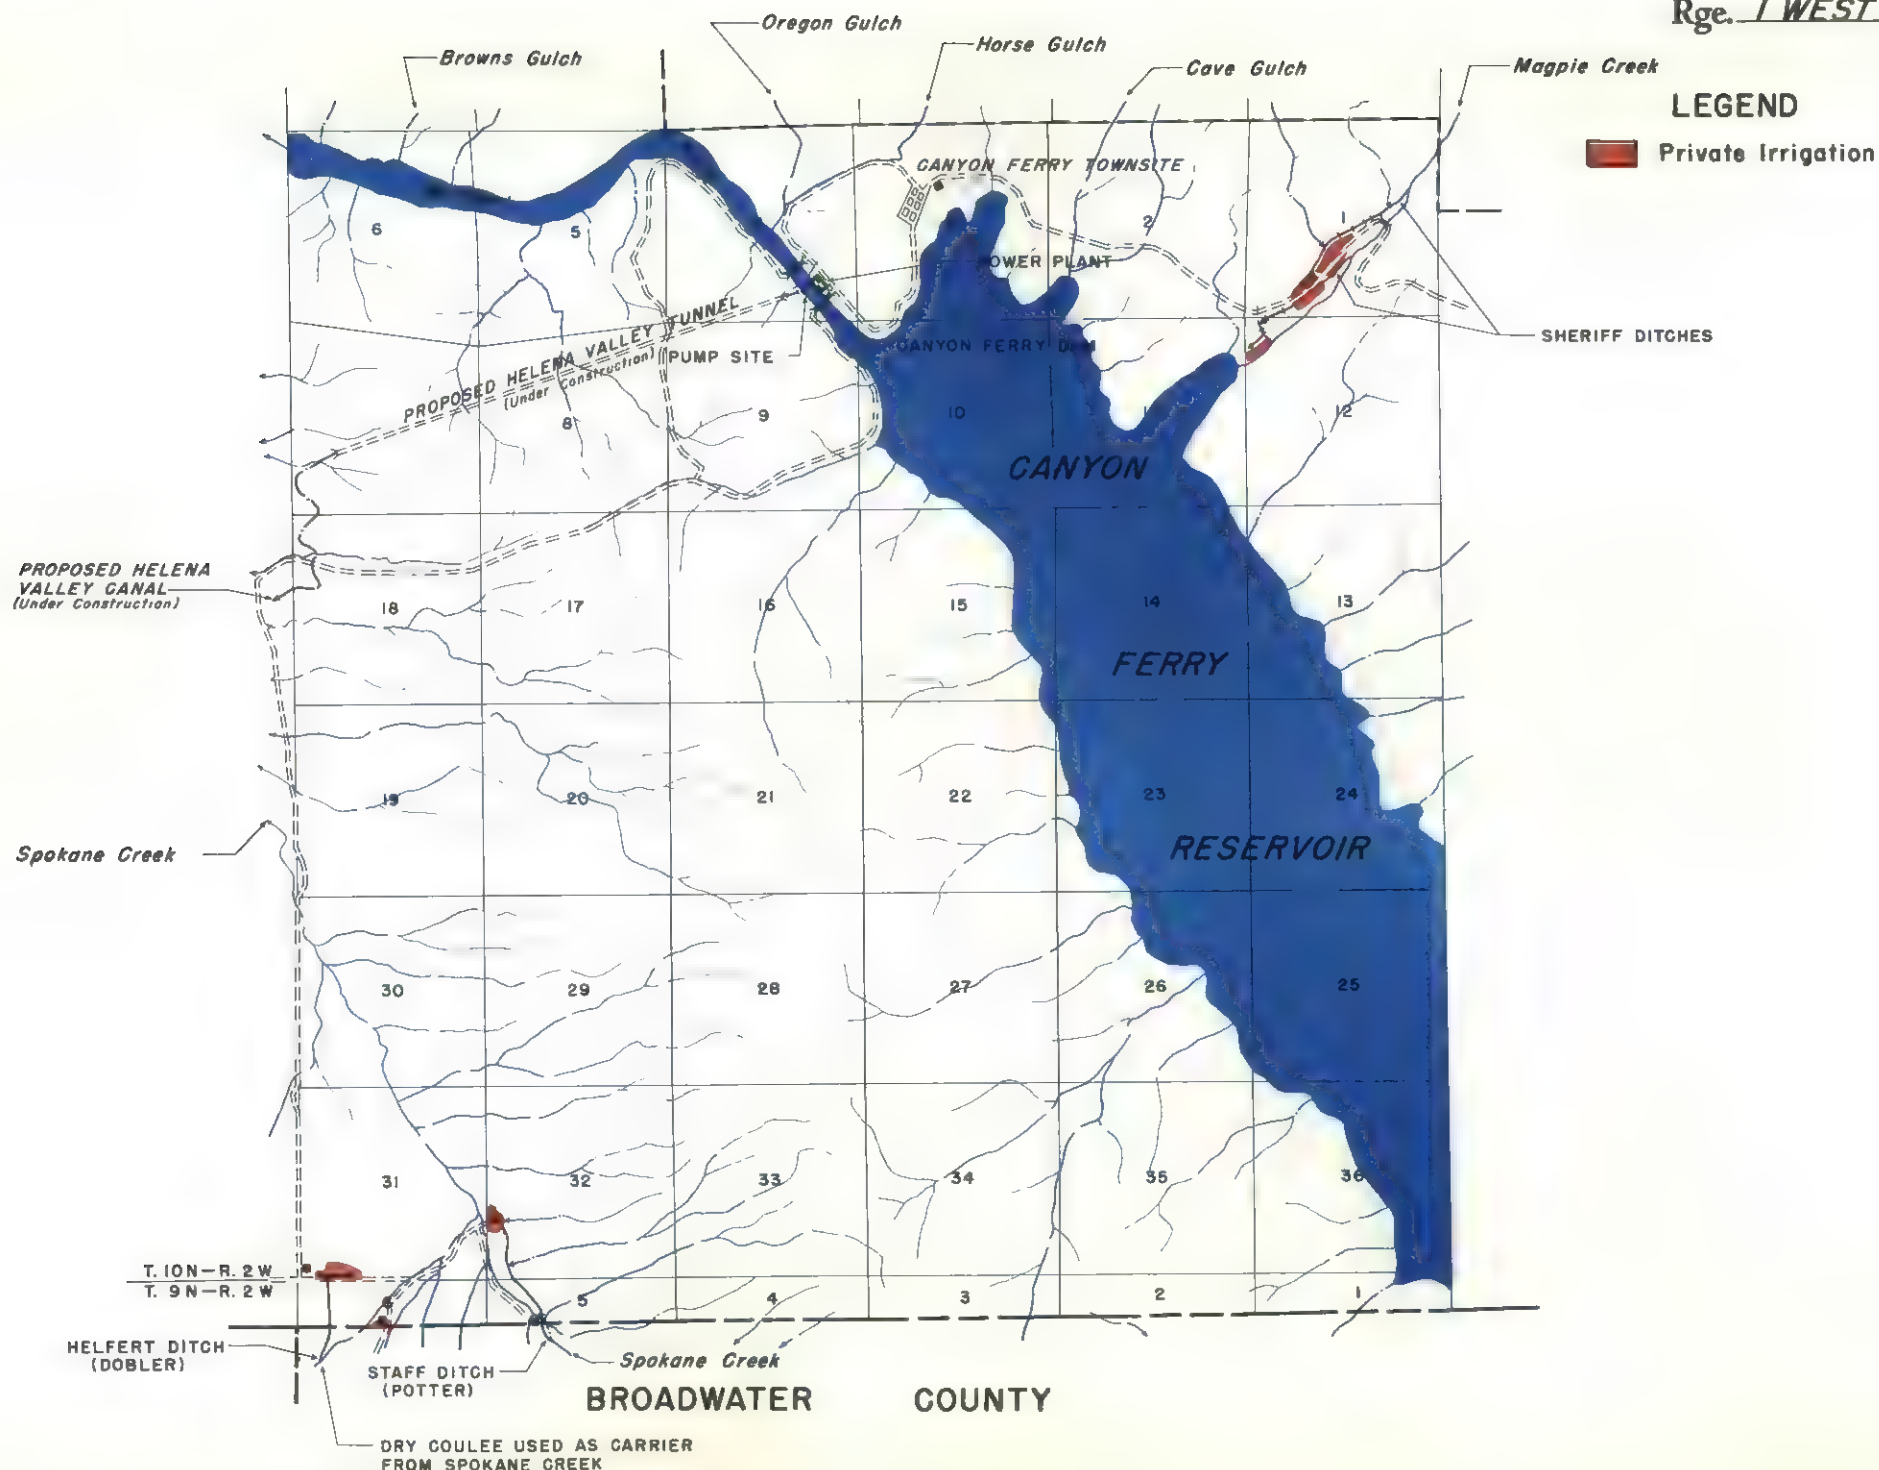 Rge. 1 WEST
Oregon Gulch
Horse Gulch
Browns Gulch
Cave Gulch
Magpie Creek
LEGEND
Private Irrigation
CANYON FERRY TOWNSITE
6
5
2
1
POWER PLANT
PROPOSED HELENA VALLEY TUNNEL
(Under Construction)
PUMP SITE
CANYON FERRY DAM
SHERIFF DITCHES
8
9
10
12
CANYON
PROPOSED HELENA
VALLEY CANAL
(Under Construction)
18
17
16
15
14
13
FERRY
19
20
21
22
23
24
RESERVOIR
Spokane Creek
30
29
28
27
26
25
31
32
33
34
35
36
T. 10N-R. 2W
T. 9N-R. 2W
5
4
3
2
1
HELFERT DITCH
(DOBLER)
STAFF DITCH
(POTTER)
Spokane Creek
BROADWATER COUNTY
DRY COULEE USED AS CARRIER
FROM SPOKANE CREEK